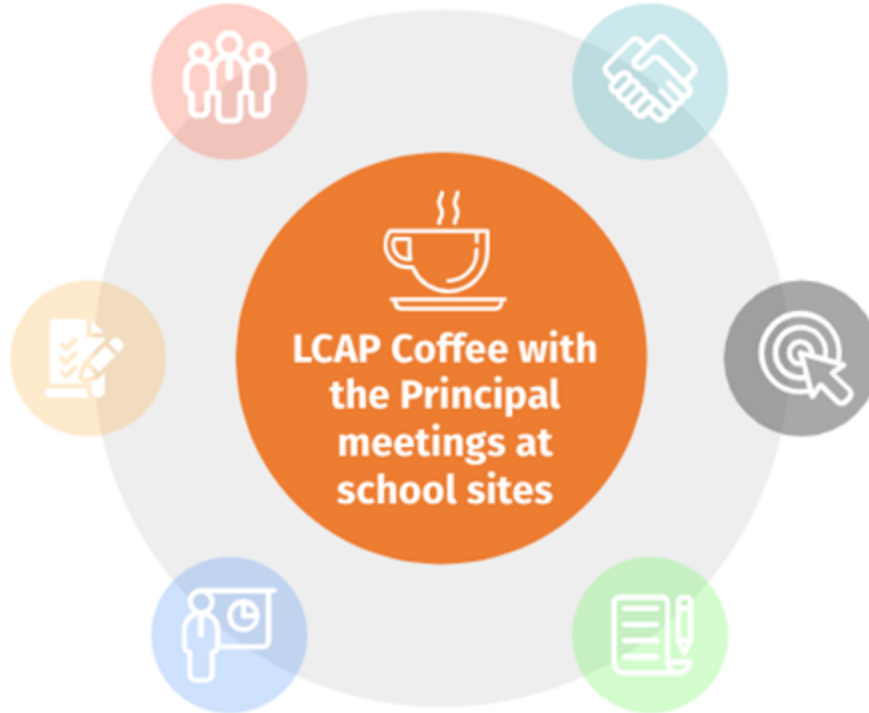 LCAP Coffee with
the Principal
meetings at
school sites